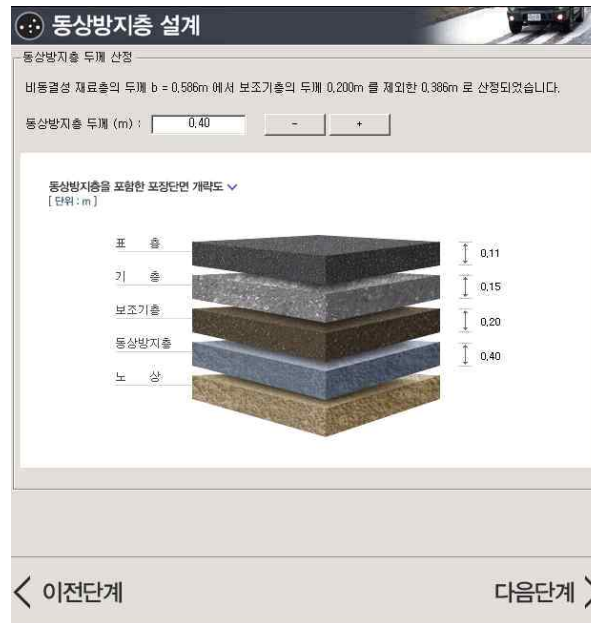 동상방지층 설계
동상방지층 두께 산정
비동결성 재료층의 두께 b = 0,586m 에서 보조기층의 두께 0,200m 를 제외한 0,386m 로 산정되었습니다.
동상방지층 두께 (m) : 0,40 - +
동상방지층을 포함한 포장단면 개략도
[ 단위 : m ]
표 층 0,11
기 층 0,15
보조기층 0,20
동상방지층 0,40
노 상
이전단계 다음단계